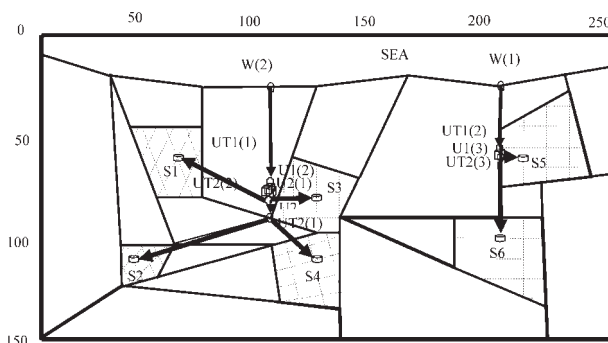 50 100 150 200 250
0
SEA
W(2) W(1)
UT1(1)
UT1(2)
U1(3)
UT2(3)
S5
50
S1
UT2(2)
U1(2)
U2(1)
S3
UT2(1)
100
S2
S4
S6
150